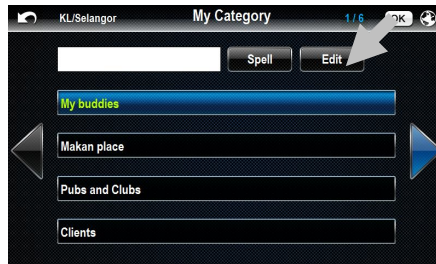 KL/Selangor My Category 1/6 OK
Spell Edit
My buddies
Makan place
Pubs and Clubs
Clients